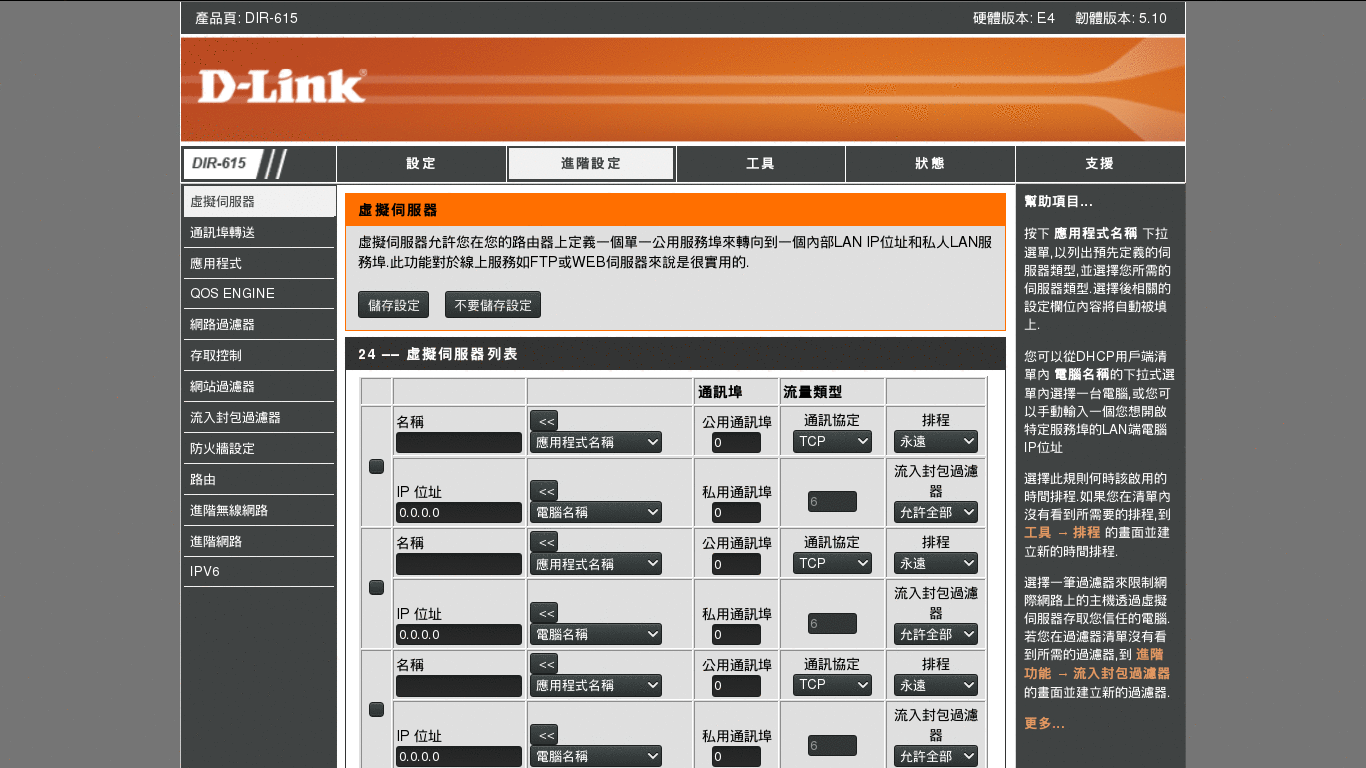 產品頁: DIR-615
硬體版本: E4
韌體版本: 5.10
D-Link
DIR-615
設定
進階設定
工具
狀態
支援
虛擬伺服器
通訊埠轉送
應用程式
QOS ENGINE
網路過濾器
存取控制
網站過濾器
流入封包過濾器
防火牆設定
路由
進階無線網路
進階網路
IPV6
虛擬伺服器
虛擬伺服器允許您在您的路由器上定義一個單一公用服務埠來轉向到一個內部LAN IP位址和私人LAN服
務埠.此功能對於線上服務如FTP或WEB伺服器來說是很實用的.
儲存設定
不要儲存設定
24 –– 虛擬伺服器列表
通訊埠
流量類型
名稱
<<
應用程式名稱
公用通訊埠
0
通訊協定
TCP
排程
永遠
IP 位址
0.0.0.0
<<
電腦名稱
私用通訊埠
0
6
流入封包過濾
器
允許全部
名稱
<<
應用程式名稱
公用通訊埠
0
通訊協定
TCP
排程
永遠
IP 位址
0.0.0.0
<<
電腦名稱
私用通訊埠
0
6
流入封包過濾
器
允許全部
名稱
<<
應用程式名稱
公用通訊埠
0
通訊協定
TCP
排程
永遠
IP 位址
0.0.0.0
<<
電腦名稱
私用通訊埠
0
6
流入封包過濾
器
允許全部
幫助項目...
按下 應用程式名稱 下拉
選單,以列出預先定義的伺
服器類型,並選擇您所需的
伺服器類型.選擇後相關的
設定欄位內容將自動被填
上.
您可以從DHCP用戶端清
單內 電腦名稱的下拉式選
單內選擇一台電腦,或您可
以手動輸入一個您想開啟
特定服務埠的LAN端電腦
IP位址
選擇此規則何時該啟用的
時間排程.如果您在清單內
沒有看到所需要的排程,到
工具 → 排程 的畫面並建
立新的時間排程.
選擇一筆過濾器來限制網
際網路上的主機透過虛擬
伺服器存取您信任的電腦.
若您在過濾器清單沒有看
到所需的過濾器,到 進階
功能 → 流入封包過濾器
的畫面並建立新的過濾器.
更多...